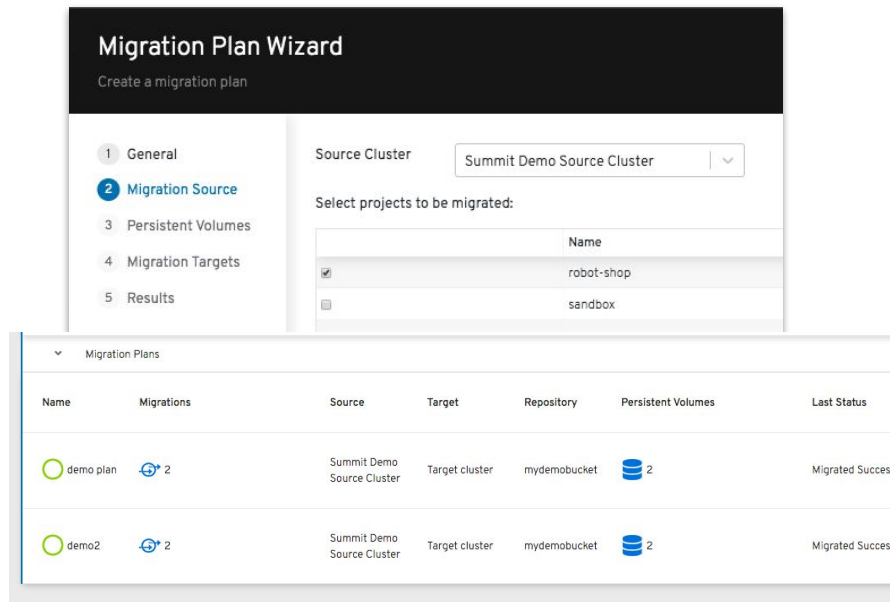 Migration Plan Wizard
Create a migration plan
1 General
2 Migration Source
3 Persistent Volumes
4 Migration Targets
5 Results
Source Cluster
Summit Demo Source Cluster
Select projects to be migrated:
Name
robot-shop
sandbox
Migration Plans
Name Migrations Source Target Repository Persistent Volumes Last Status
demo plan 2 Summit Demo Source Cluster Target cluster mydemobucket 2 Migrated Succes
demo2 2 Summit Demo Source Cluster Target cluster mydemobucket 2 Migrated Succes